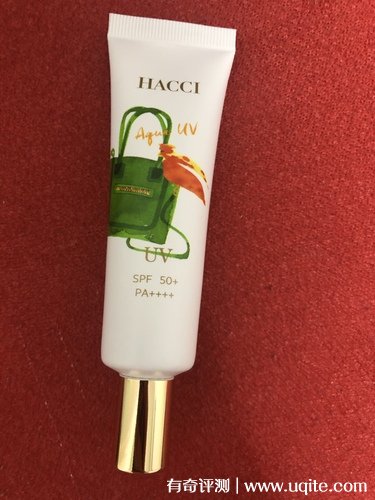 HACCI
Aqua UV
UV
SPF 50+
PA++++
有奇评测 | www.uqite.com